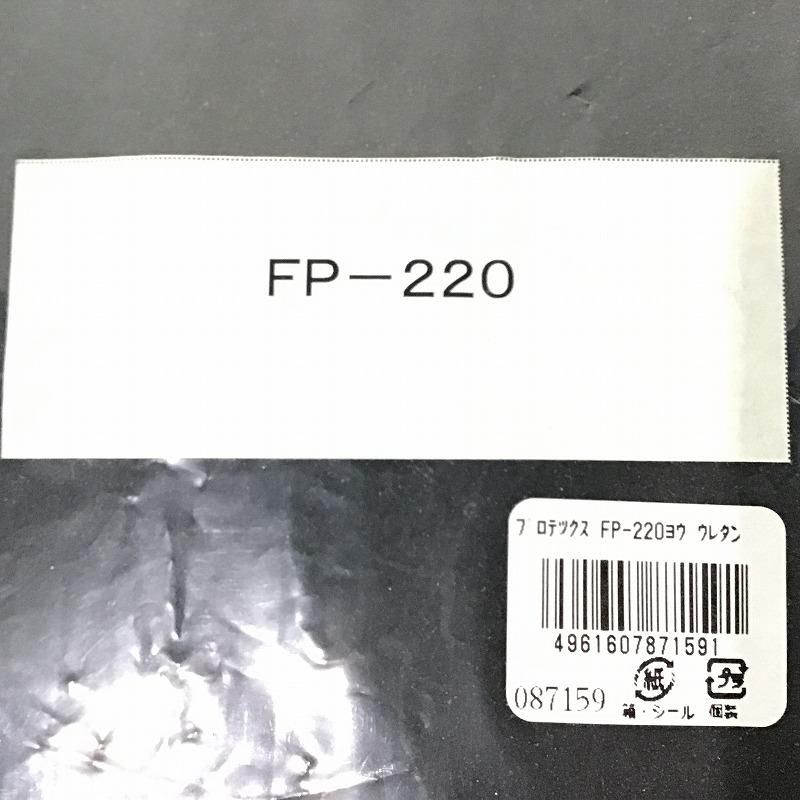 FP－220
プロテックス FP-220ヨウ ウレタン
4961607871591
087159
紙 プラ
箱・シール 個装